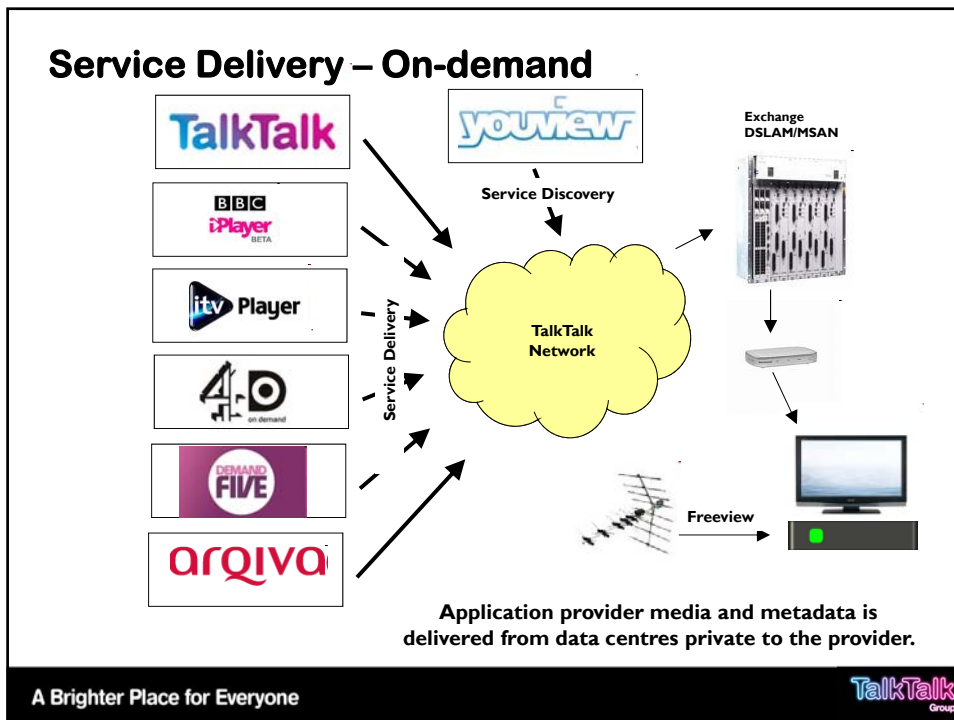 Service Delivery – On-demand
TalkTalk
youview
Exchange
DSLAM/MSAN
Service Discovery
BBC
iPlayer
BETA
itv Player
Service Delivery
TalkTalk
Network
4oD
on demand
DEMAND
FIVE
Freeview
arqiva
Application provider media and metadata is
delivered from data centres private to the provider.
A Brighter Place for Everyone
TalkTalk
Group